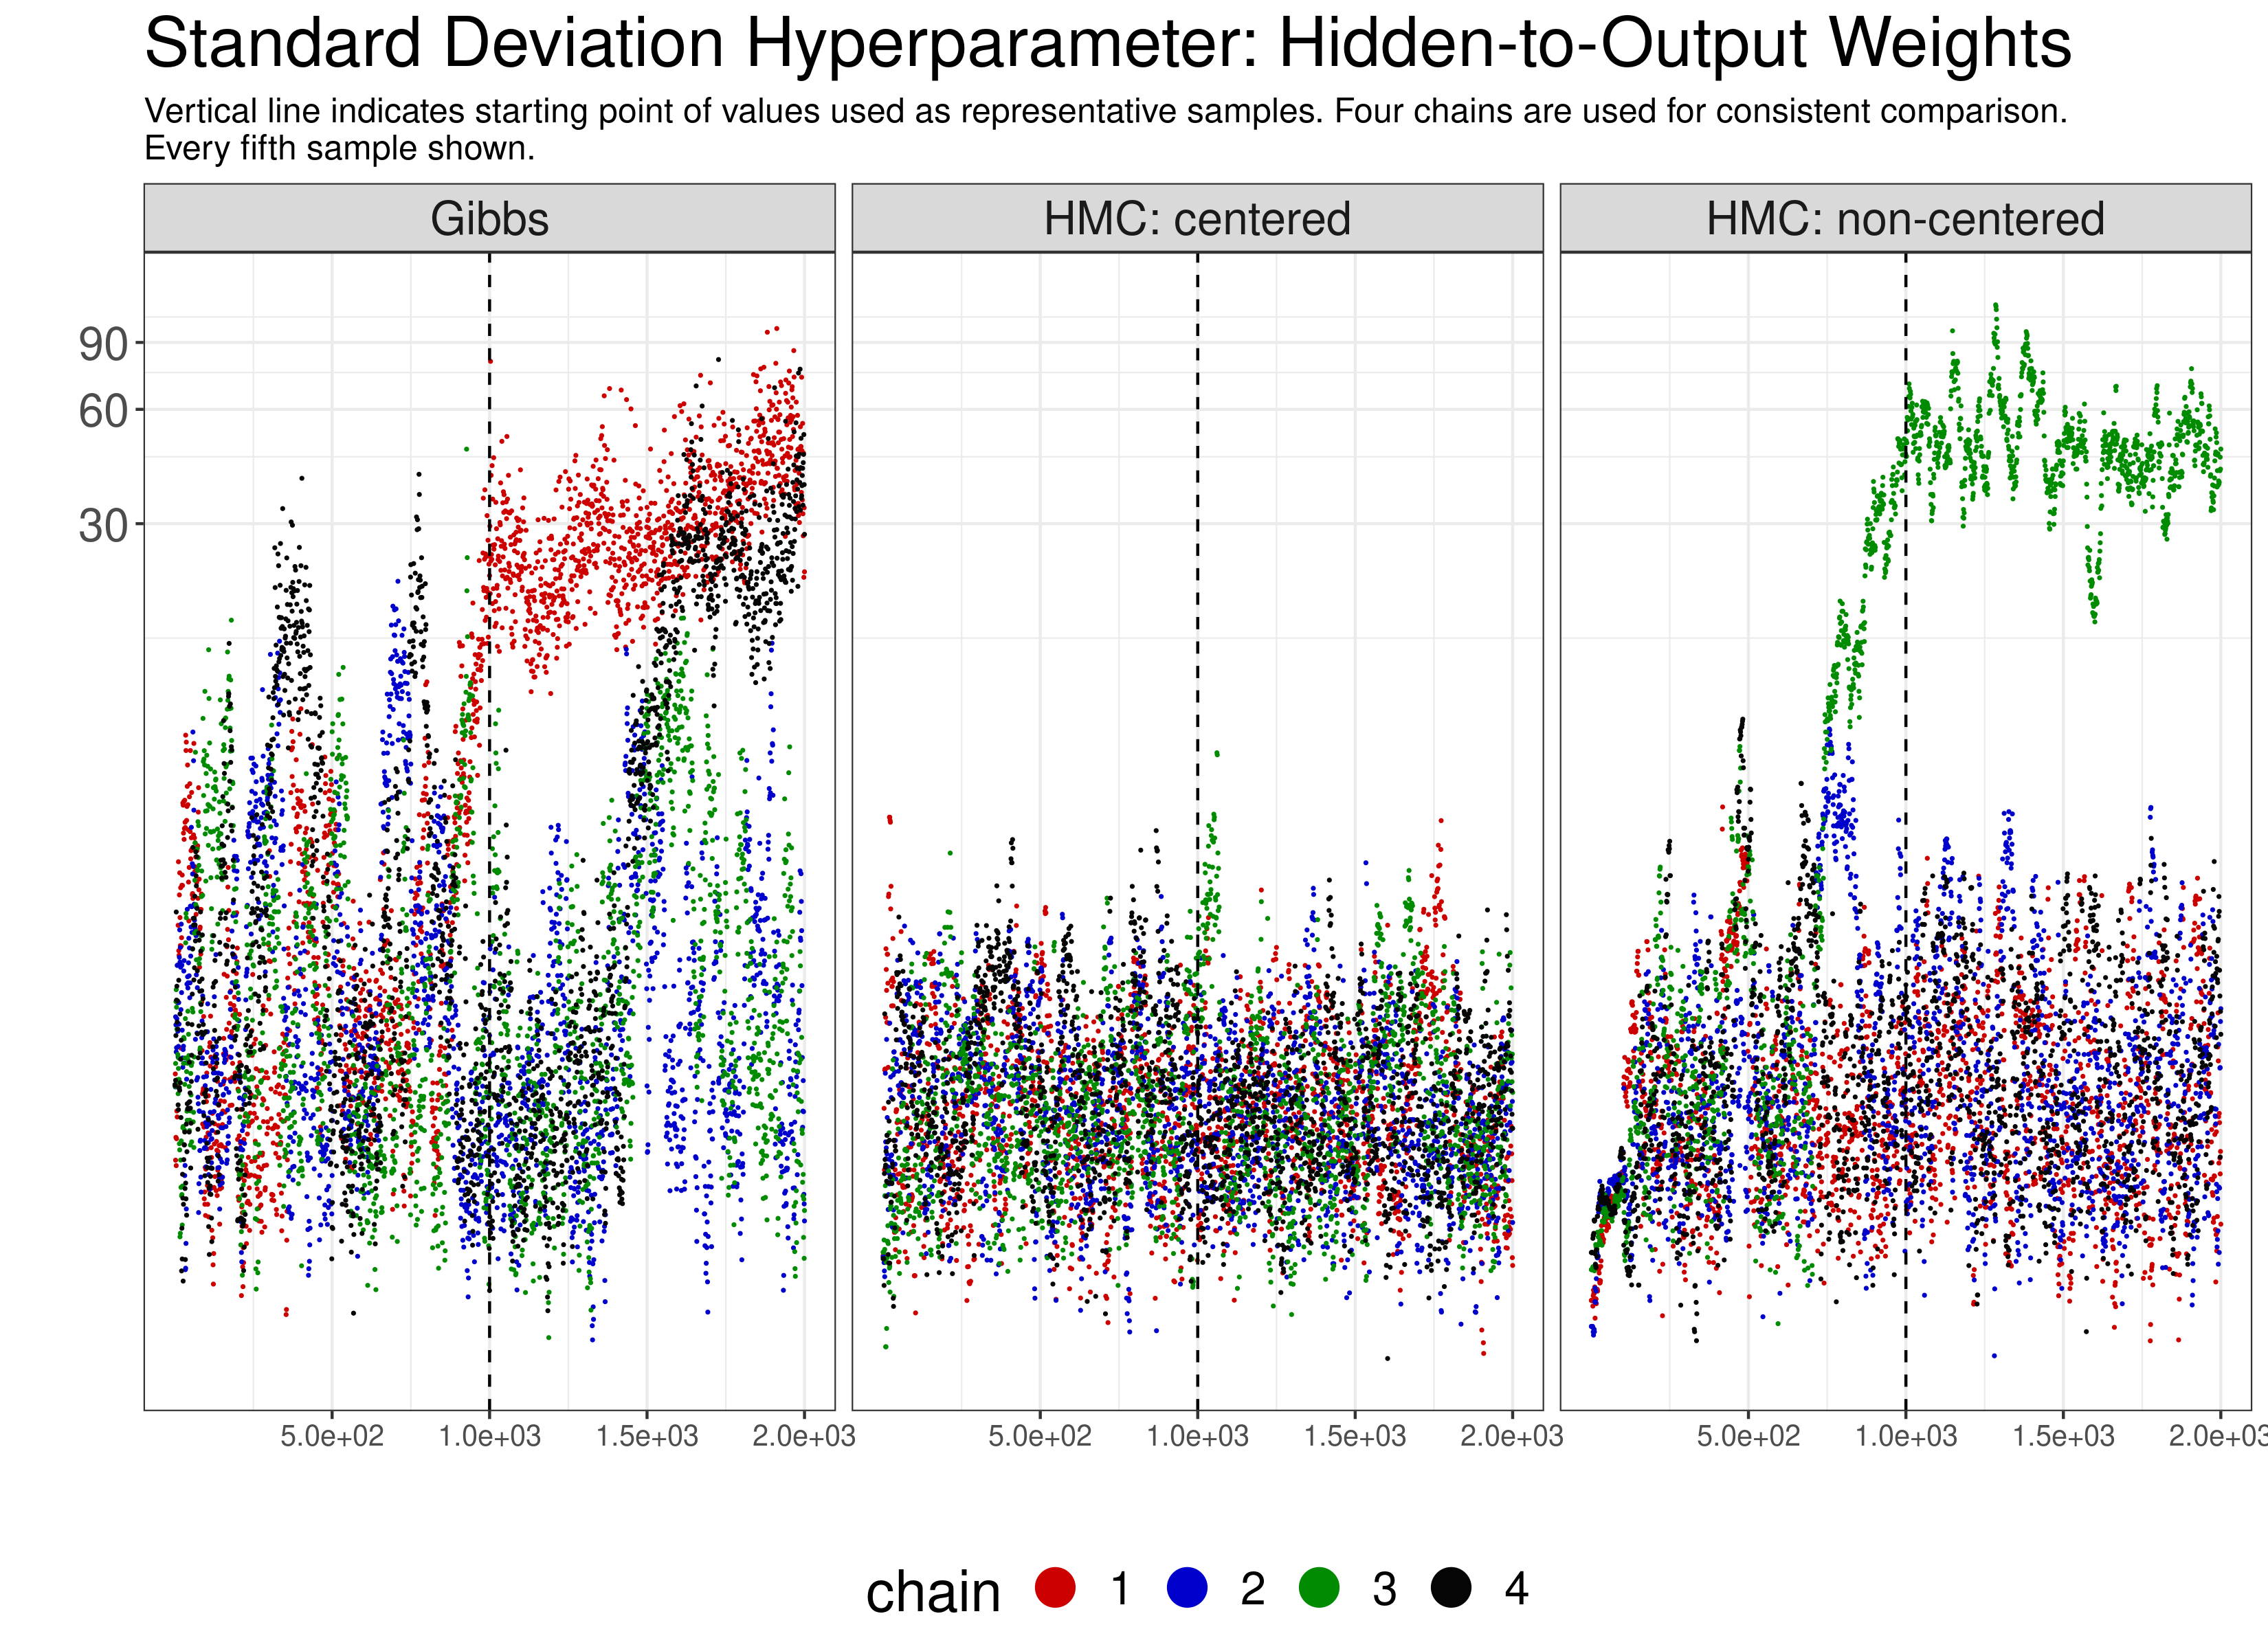 Standard Deviation Hyperparameter: Hidden-to-Output Weights
Vertical line indicates starting point of values used as representative samples. Four chains are used for consistent comparison.
Every fifth sample shown.
Gibbs
HMC: centered
HMC: non-centered
90
60
30
5.0e+02 1.0e+03 1.5e+03 2.0e+03
5.0e+02 1.0e+03 1.5e+03 2.0e+03
5.0e+02 1.0e+03 1.5e+03 2.0e+03
chain 1 2 3 4